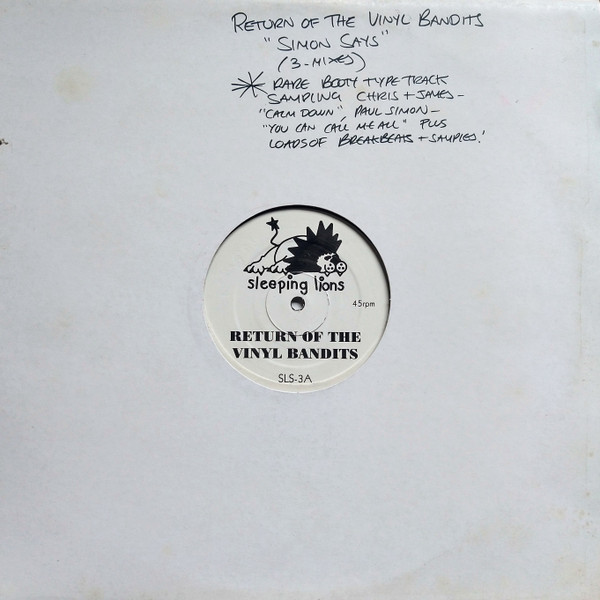 RETURN OF THE VINYL BANDITS
"SIMON SAYS"
(3-MIXES)
RARE BOOTY TYPE TRACK
SAMPLING CHRIS + JAMES -
"CALM DOWN", PAUL SIMON -
"YOU CAN CALL ME ALL" PLUS
LOADS OF BREAKBEATS + SAMPLES!
sleeping lions
45rpm
RETURN OF THE
VINYL BANDITS
SLS-3A